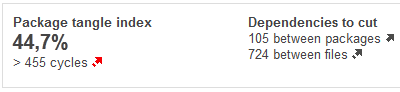 Package tangle index
44,7%
> 455 cycles
Dependencies to cut
105 between packages
724 between files